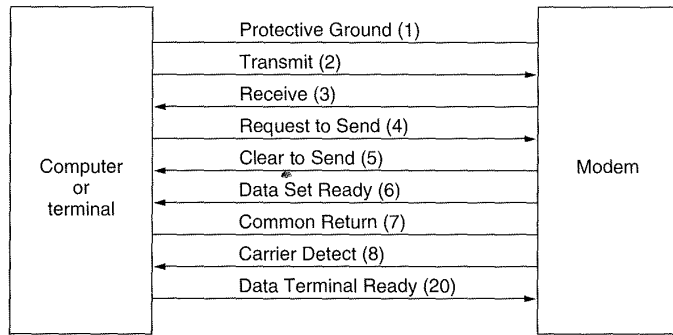 Protective Ground (1)
Transmit (2)
Receive (3)
Request to Send (4)
Clear to Send (5)
Data Set Ready (6)
Common Return (7)
Carrier Detect (8)
Data Terminal Ready (20)
Computer
or
terminal
Modem